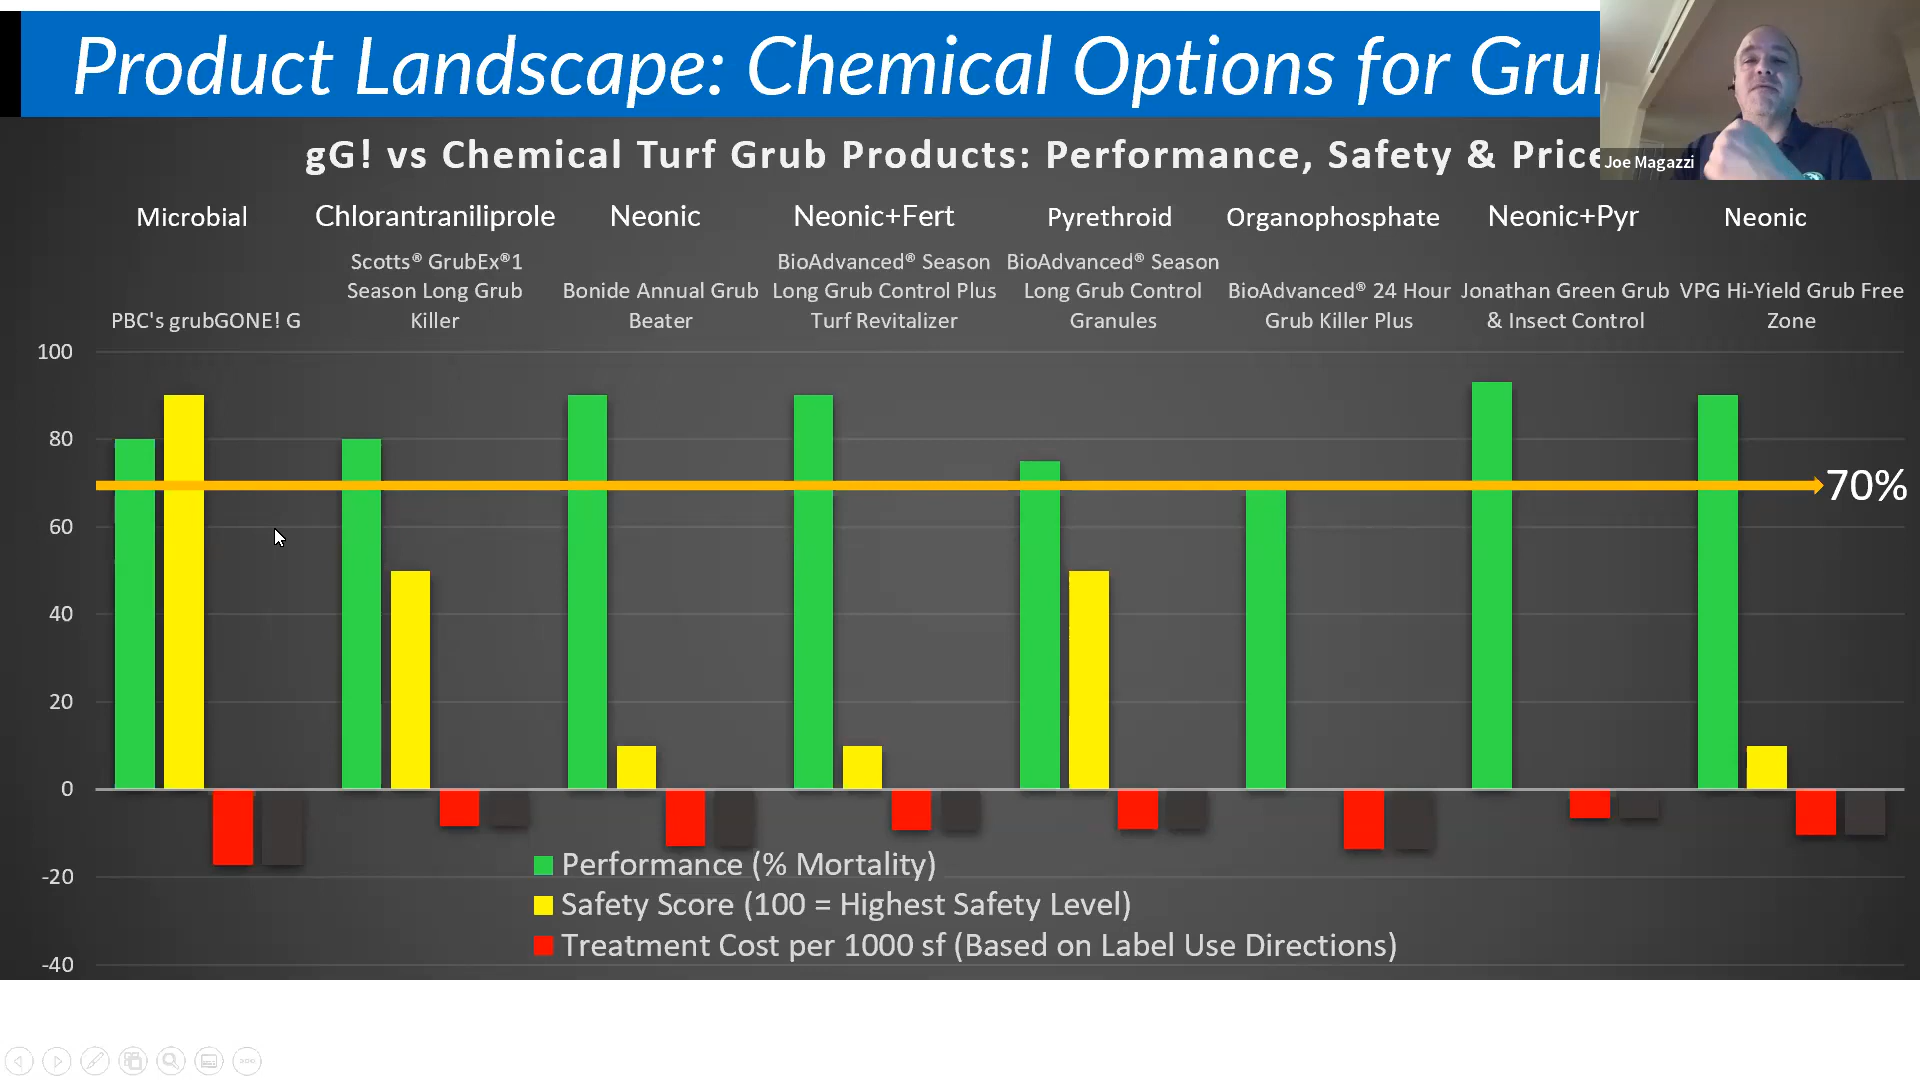 Product Landscape: Chemical Options for Gru
gG! vs Chemical Turf Grub Products: Performance, Safety & Price
Joe Magazzi
Microbial
Chlorantraniliprole
Neonic
Neonic+Fert
Pyrethroid
Organophosphate
Neonic+Pyr
Neonic
PBC's grubGONE! G
Scotts® GrubEx®1
Season Long Grub
Killer
Bonide Annual Grub
Beater
BioAdvanced® Season
Long Grub Control Plus
Turf Revitalizer
BioAdvanced® Season
Long Grub Control
Granules
BioAdvanced® 24 Hour
Grub Killer Plus
Jonathan Green Grub
& Insect Control
VPG Hi-Yield Grub Free
Zone
100
80
60
40
20
0
-20
-40
70%
Performance (% Mortality)
Safety Score (100 = Highest Safety Level)
Treatment Cost per 1000 sf (Based on Label Use Directions)